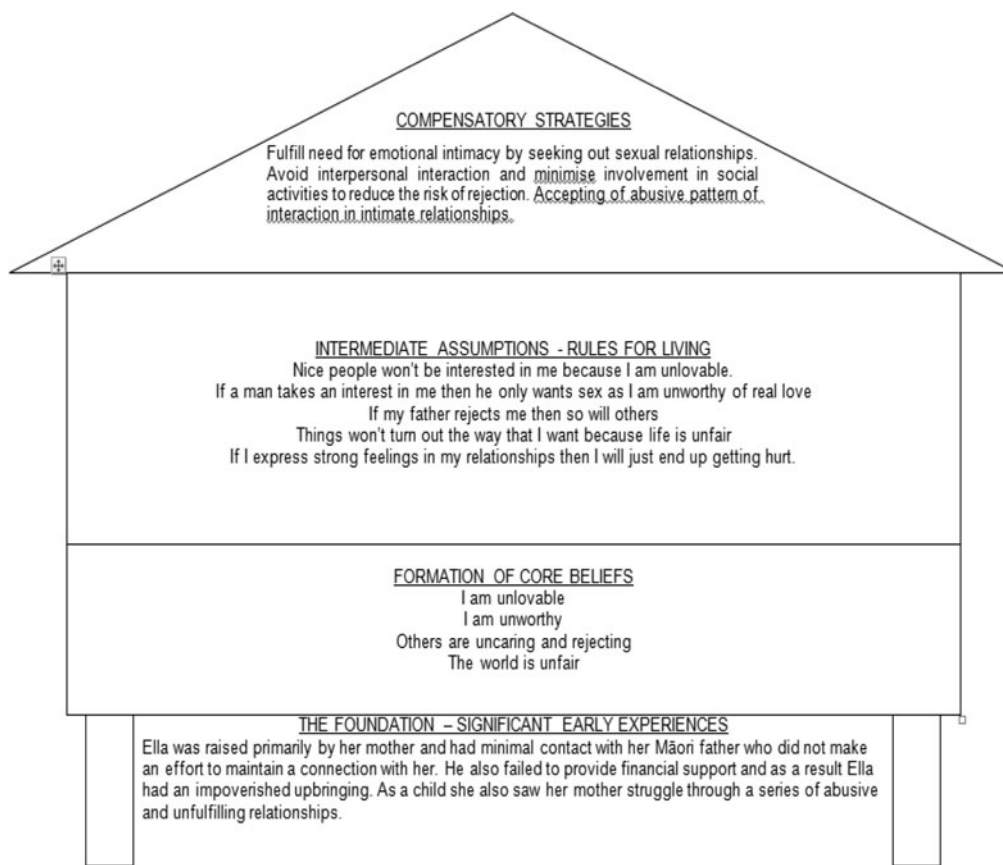 COMPENSATORY STRATEGIES
Fulfill need for emotional intimacy by seeking out sexual relationships.
Avoid interpersonal interaction and minimise involvement in social
activities to reduce the risk of rejection. Accepting of abusive pattern of
interaction in intimate relationships.
INTERMEDIATE ASSUMPTIONS - RULES FOR LIVING
Nice people won't be interested in me because I am unlovable.
If a man takes an interest in me then he only wants sex as I am unworthy of real love
If my father rejects me then so will others
Things won't turn out the way that I want because life is unfair
If I express strong feelings in my relationships then I will just end up getting hurt.
FORMATION OF CORE BELIEFS
I am unlovable
I am unworthy
Others are uncaring and rejecting
The world is unfair
THE FOUNDATION – SIGNIFICANT EARLY EXPERIENCES
Ella was raised primarily by her mother and had minimal contact with her Māori father who did not make
an effort to maintain a connection with her. He also failed to provide financial support and as a result Ella
had an impoverished upbringing. As a child she also saw her mother struggle through a series of abusive
and unfulfilling relationships.